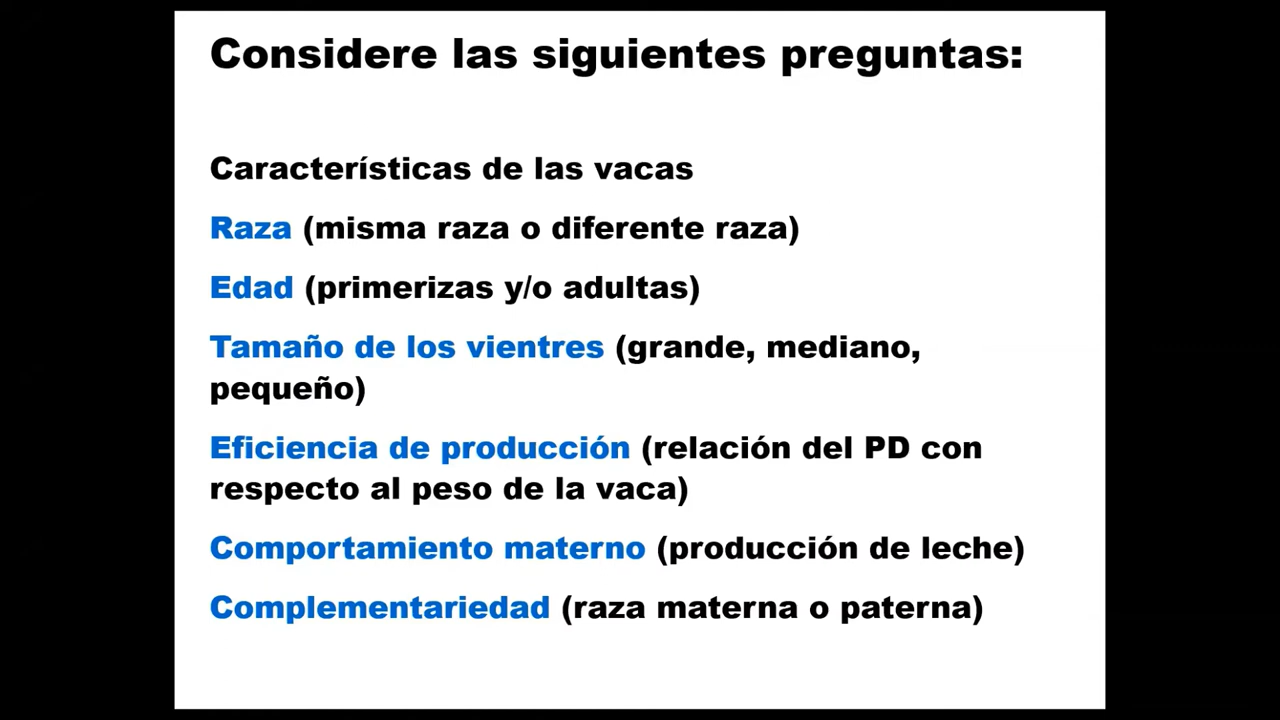 Considere las siguientes preguntas:
Características de las vacas
Raza (misma raza o diferente raza)
Edad (primerizas y/o adultas)
Tamaño de los vientres (grande, mediano,
pequeño)
Eficiencia de producción (relación del PD con
respecto al peso de la vaca)
Comportamiento materno (producción de leche)
Complementariedad (raza materna o paterna)